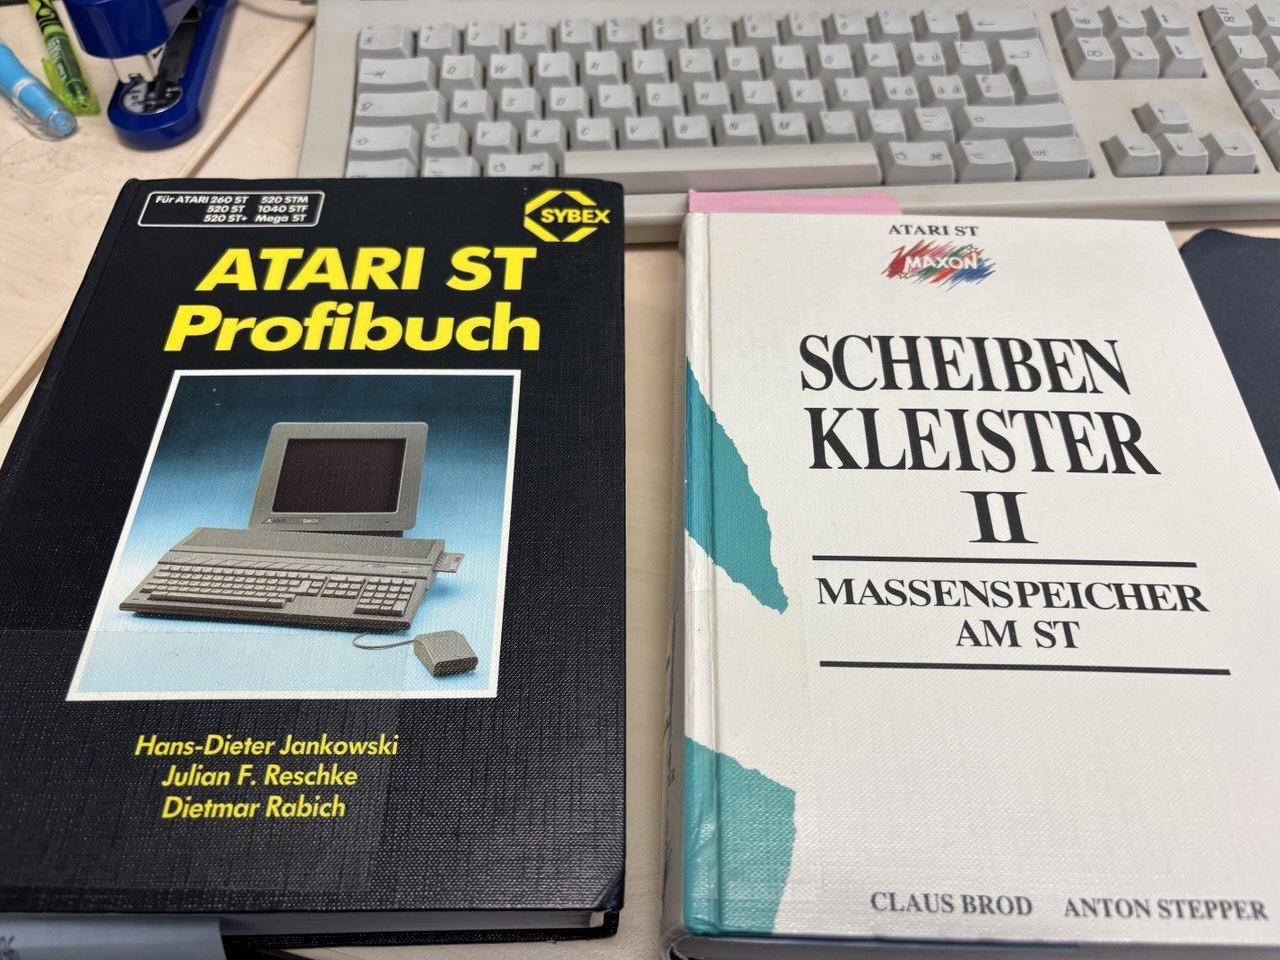 Für ATARI 260 ST 520 STM
520 ST 1040 STF
520 ST+ Mega ST
SYBEX
ATARI ST
Profibuch
Hans-Dieter Jankowski
Julian F. Reschke
Dietmar Rabich
ATARI ST
MAXON
SCHEIBEN
KLEISTER
II
MASSENSPEICHER
AM ST
CLAUS BROD ANTON STEPPER